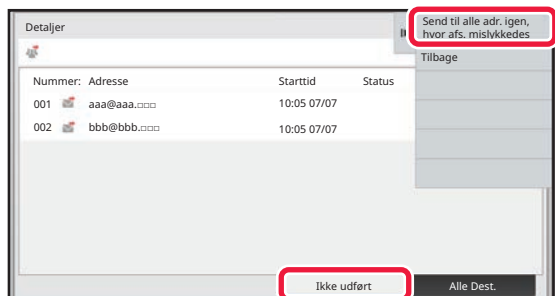 Detaljer
Send til alle adr. igen,
hvor afs. mislykkedes
Tilbage
Nummer: Adresse Starttid Status
001 aaa@aaa.□□□ 10:05 07/07
002 bbb@bbb.□□□ 10:05 07/07
Ikke udført Alle Dest.